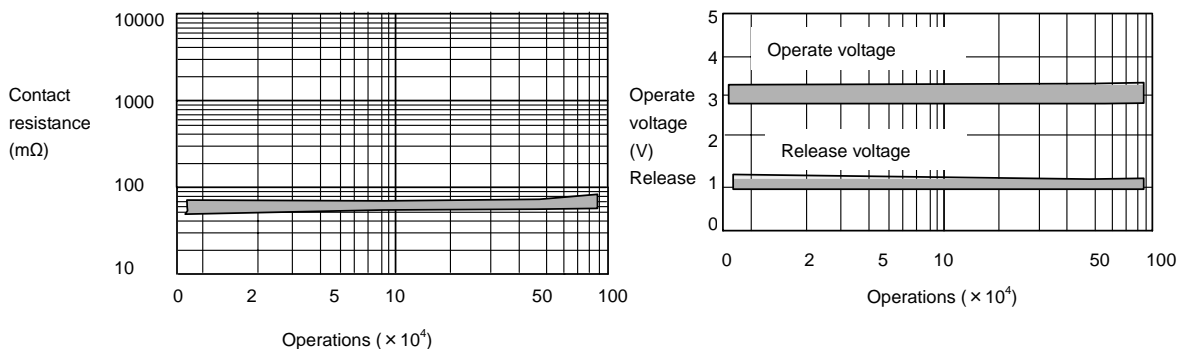 10000
1000
100
10
Contact
resistance
(mΩ)
0 2 5 10 50 100
Operations (×10⁴)
5
4
3
2
1
0
Operate voltage
Release voltage
Operate
voltage
(V)
Release
0 2 5 10 50 100
Operations (×10⁴)